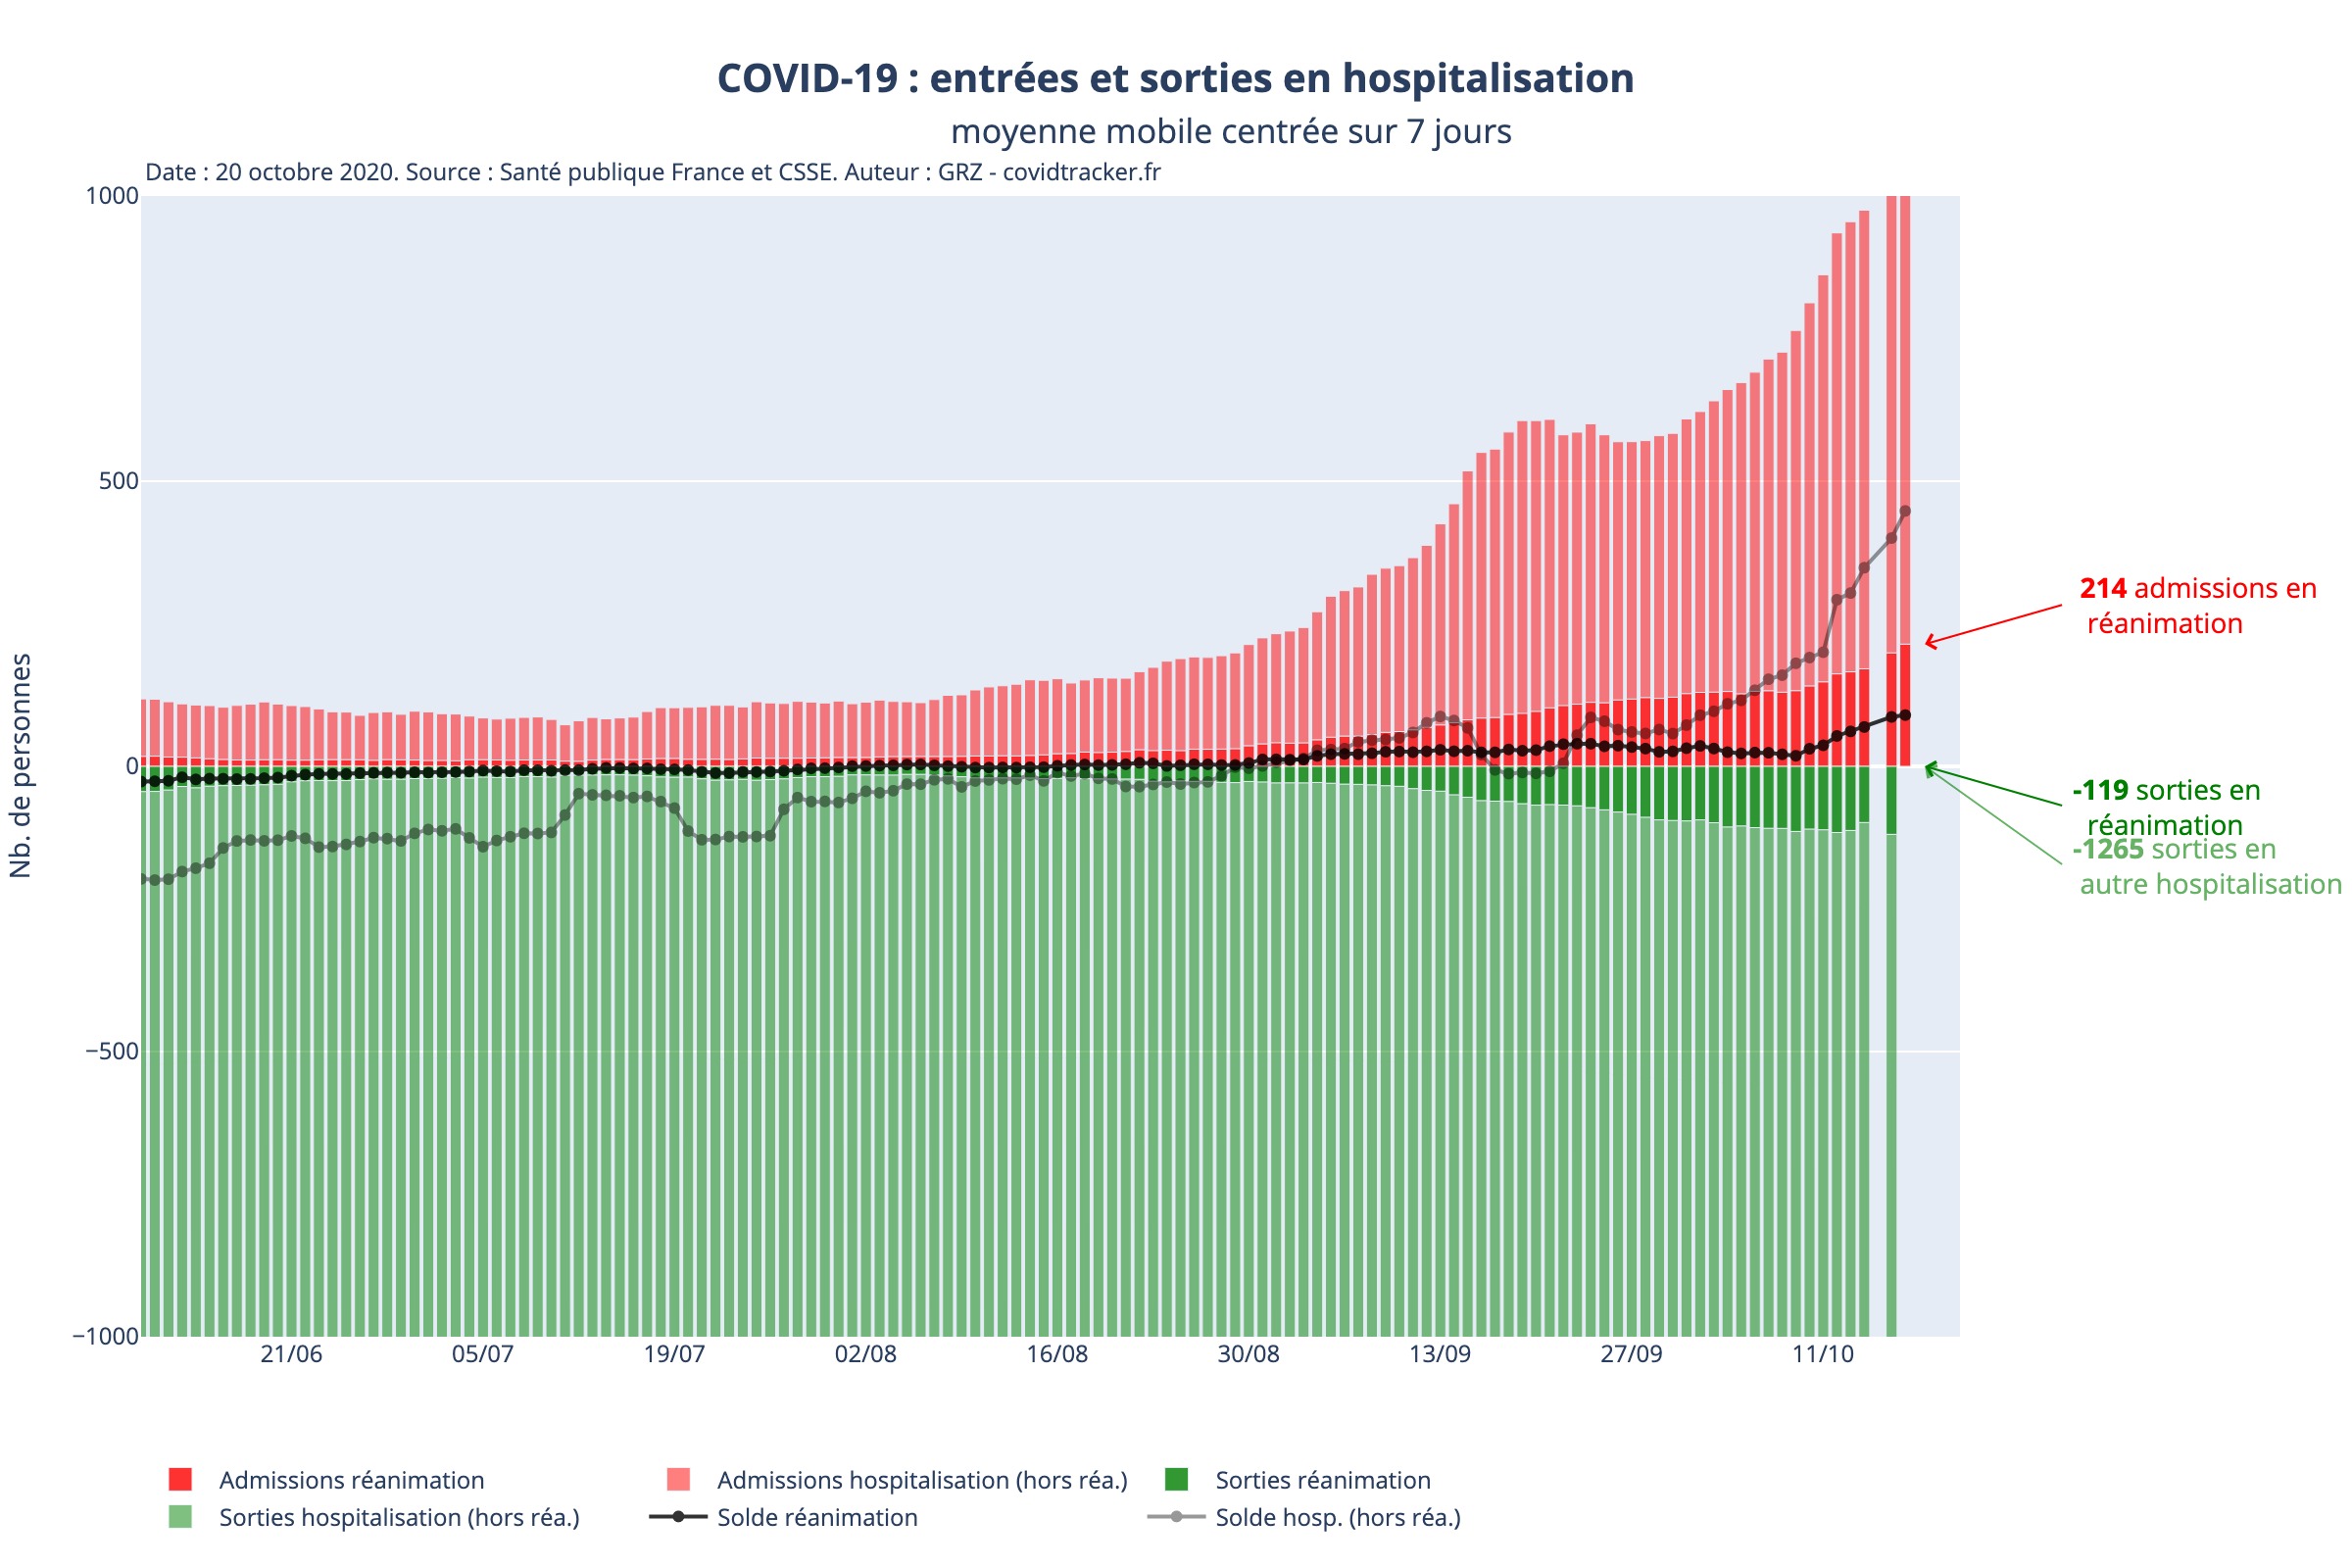 COVID-19 : entrées et sorties en hospitalisation
moyenne mobile centrée sur 7 jours
Date : 20 octobre 2020. Source : Santé publique France et CSSE. Auteur : GRZ - covidtracker.fr
Nb. de personnes
1000
500
0
−500
−1000
21/06
05/07
19/07
02/08
16/08
30/08
13/09
27/09
11/10
214 admissions en
réanimation
-119 sorties en
réanimation
-1265 sorties en
autre hospitalisation
Admissions réanimation
Admissions hospitalisation (hors réa.)
Sorties réanimation
Sorties hospitalisation (hors réa.)
Solde réanimation
Solde hosp. (hors réa.)